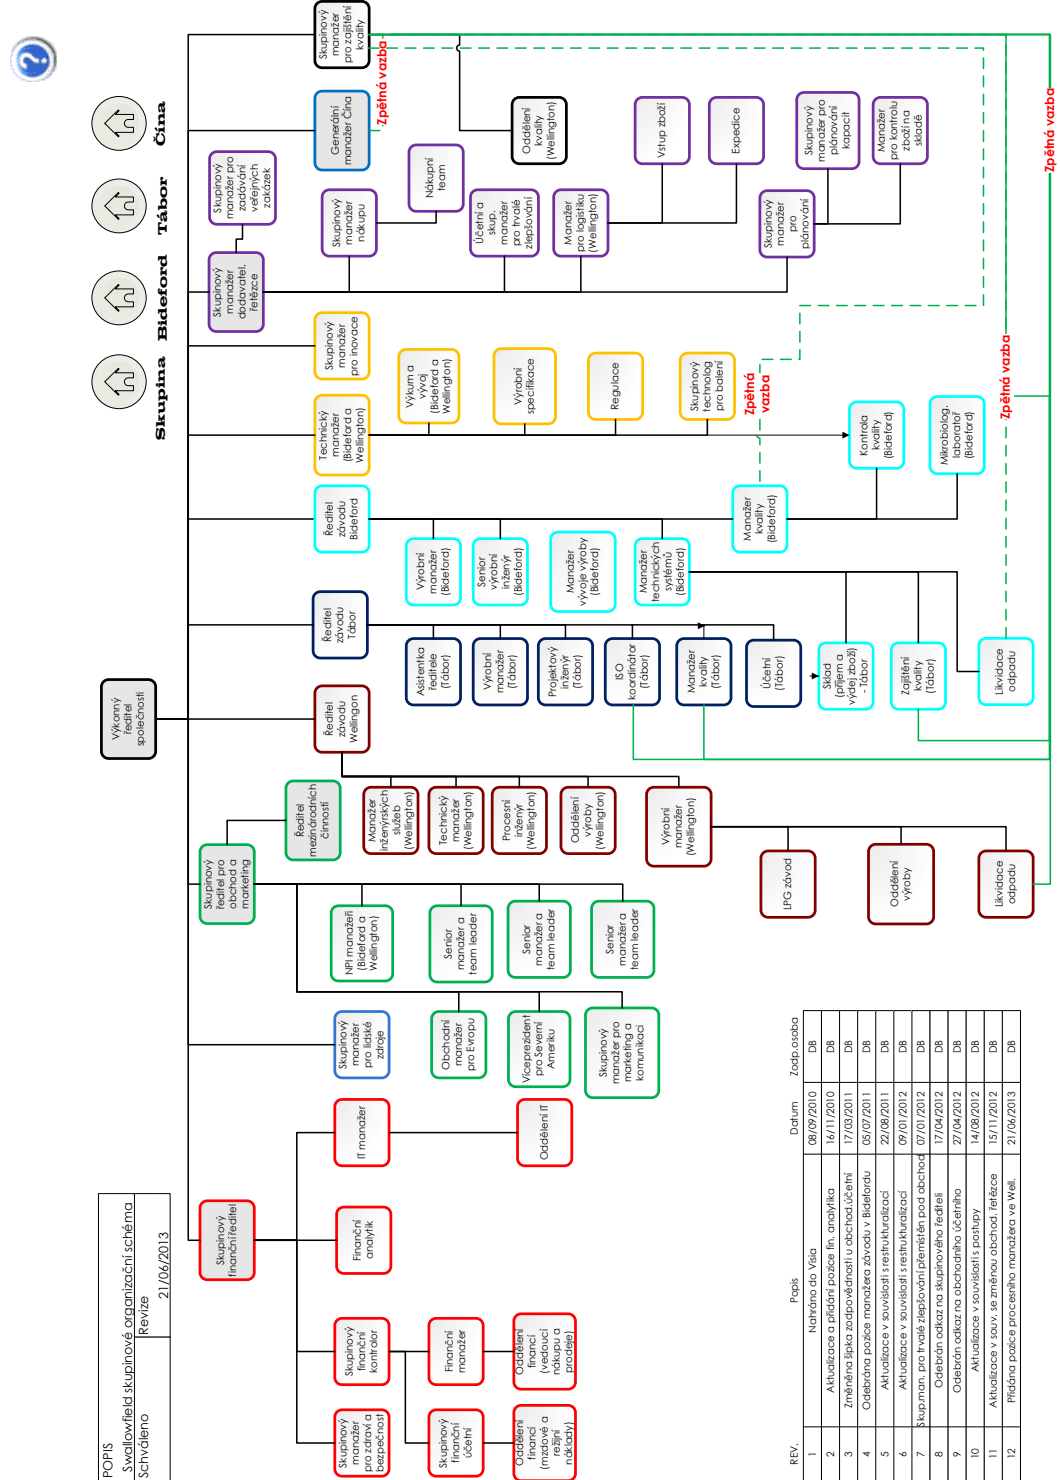 POPIS
Swallowfield skupinové organizační schéma
Schváleno
Revize
21/06/2013
Skupina
Bideford
Tábor
Čína
Výkonný
ředitel
společnosti
Skupinový
finanční ředitel
Skupinový
manažer
pro zdraví a
bezpečnost
Skupinový
finanční
kontrolor
Finanční
analytik
IT manažer
Skupinový
finanční
účetní
Finanční
manažer
Oddělení
financí
(mzdové a
režijní
náklady)
Oddělení
financí
(vedoucí
nákupu a
prodeje)
Oddělení IT
Skupinový
manažer
pro lidské
zdroje
Skupinový
ředitel pro
obchod a
marketing
Ředitel
mezinárodních
činností
NPI manažeři
(Bideford a
Wellington)
Senior
manažer a
team leader
Senior
manažer a
team leader
Senior
manažer a
team leader
Obchodní
manažer
pro Evropu
Viceprezident
pro Severní
Ameriku
Skupinový
manažer pro
marketing a
komunikaci
Ředitel
závodu
Wellingon
Manažer
inženýrských
služeb
(Wellington)
Technický
manažer
(Wellington)
Procesní
inženýr
(Wellington)
Oddělení
výroby
(Wellington)
Výrobní
manažer
(Wellington)
LPG závod
Oddělení
výroby
Likvidace
odpadu
Ředitel
závodu
Tábor
Asistentka
ředitele
(Tábor)
Výrobní
manažer
(Tábor)
Projektový
inženýr
(Tábor)
ISO
koordinátor
(Tábor)
Manažer
kvality
(Tábor)
Účetní
(Tábor)
Sklad
(příjem a
výdej zboží)
- Tábor
Zajištění
kvality
(Tábor)
Likvidace
odpadu
Ředitel
závodu
Bideford
Výrobní
manažer
(Bideford)
Senior
výrobní
inženýr
(Bideford)
Manažer
vývoje výroby
(Bideford)
Manažer
technických
systémů
(Bideford)
Manažer
kvality
(Bideford)
Kontrola
kvality
(Bideford)
Mikrobiolog.
laboratoř
(Bideford)
Technický
manažer
(Bideford a
Wellington)
Skupinový
manažer
pro inovace
Výkum a
vývoj
(Bideford a
Wellington)
Výrobní
specifikace
Regulace
Skupinový
technolog
pro balení
Skupinový
manažer
dodavatel.
řetězce
Skupinový
manažer pro
zadávání
veřejných
zakázek
Skupinový
manažer
nákupu
Nákupní
team
Účetní a
skup.
manažer
pro trvalé
zlepšování
Manažer
pro logistiku
(Wellington)
Vstup zboží
Expedice
Skupinový
manažer
pro
plánování
Skupinový
manažer pro
plánování
kapacit
Manažer
pro kontrolu
zboží na
skladě
Generální
manažer Čína
Skupinový
manažer
pro zajištění
kvality
Oddělení
kvality
(Wellington)
Zpětná vazba
Zpětná
vazba
Zpětná vazba
Zpětná vazba
REV. Popis Datum Zodp.osoba
1 Nahráno do Visia 08/09/2010 DB
2 Aktualizace a přidání pozice fin. analytika 16/11/2010 DB
3 Změněna šipka zodpovědnosti u obchod.účetní 17/03/2011 DB
4 Odebrána pozice manažera závodu v Bidefordu 05/07/2011 DB
5 Aktualizace v souvislosti s restrukturalizací 22/08/2011 DB
6 Aktualizace v souvislosti s restrukturalizací 09/01/2012 DB
7 Skup.man. pro trvalé zlepšování přemístěn pod obchod 07/01/2012 DB
8 Odebrán odkaz na skupinového ředitele 17/04/2012 DB
9 Odebrán odkaz na obchodního účetního 27/04/2012 DB
10 Aktualizace v souvislosti s postupy 14/08/2012 DB
11 Aktualizace v souv. se změnou obchod. řetězce 15/11/2012 DB
12 Přidána pozice procesního manažera ve Well. 21/06/2013 DB